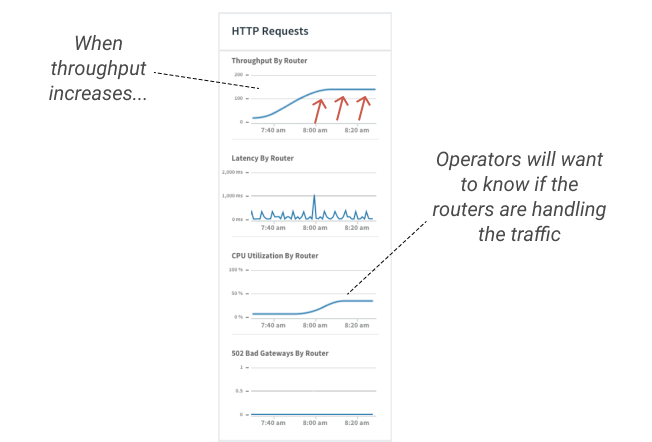 HTTP Requests
When
throughput
increases...
Throughput By Router
200
100
0
7:40 am 8:00 am 8:20 am
Latency By Router
2,000 ms
1,000 ms
0 ms
7:40 am 8:00 am 8:20 am
Operators will want
to know if the
routers are handling
the traffic
CPU Utilization By Router
100 %
50 %
0 %
7:40 am 8:00 am 8:20 am
502 Bad Gateways By Router
1
0.5
0
7:40 am 8:00 am 8:20 am